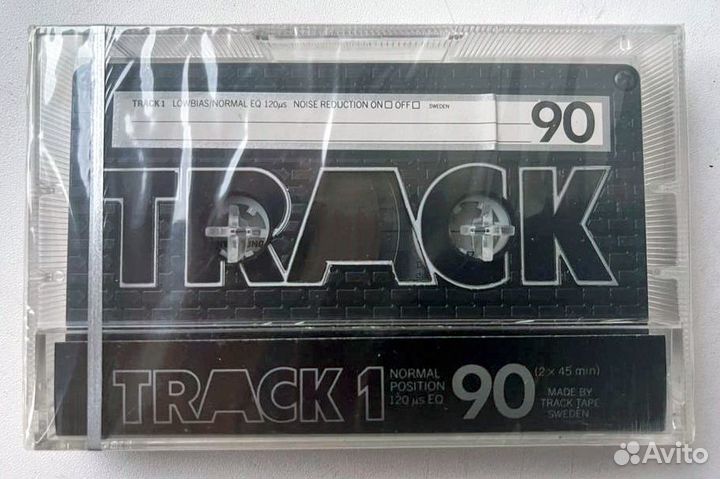 TRACK 1 LOWBIAS/NORMAL EQ 120µs NOISE REDUCTION ON☐ OFF☐ SWEDEN
90
TRACK
TRACK 1
NORMAL
POSITION
120 µs EQ
90
(2 × 45 min)
MADE BY
TRACK TAPE
SWEDEN
Avito